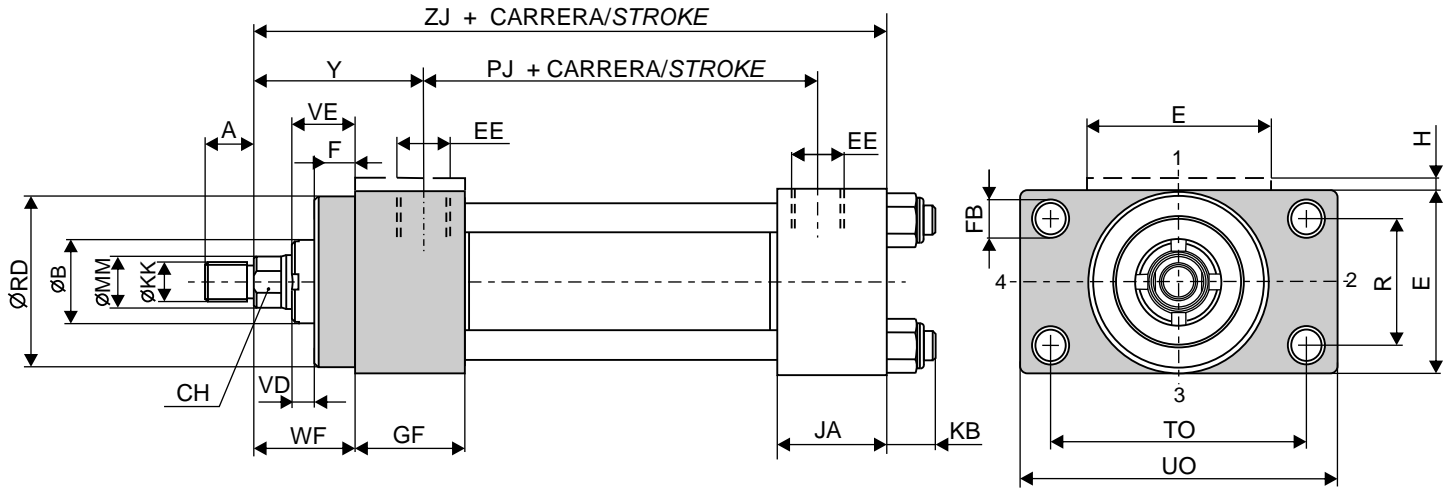 ZJ + CARRERA/STROKE
Y
PJ + CARRERA/STROKE
VE
A
F
EE
EE
E
H
1
ØRD
ØB
ØMM
ØKK
FB
4
2
R
E
CH
VD
3
WF
GF
JA
KB
TO
UO